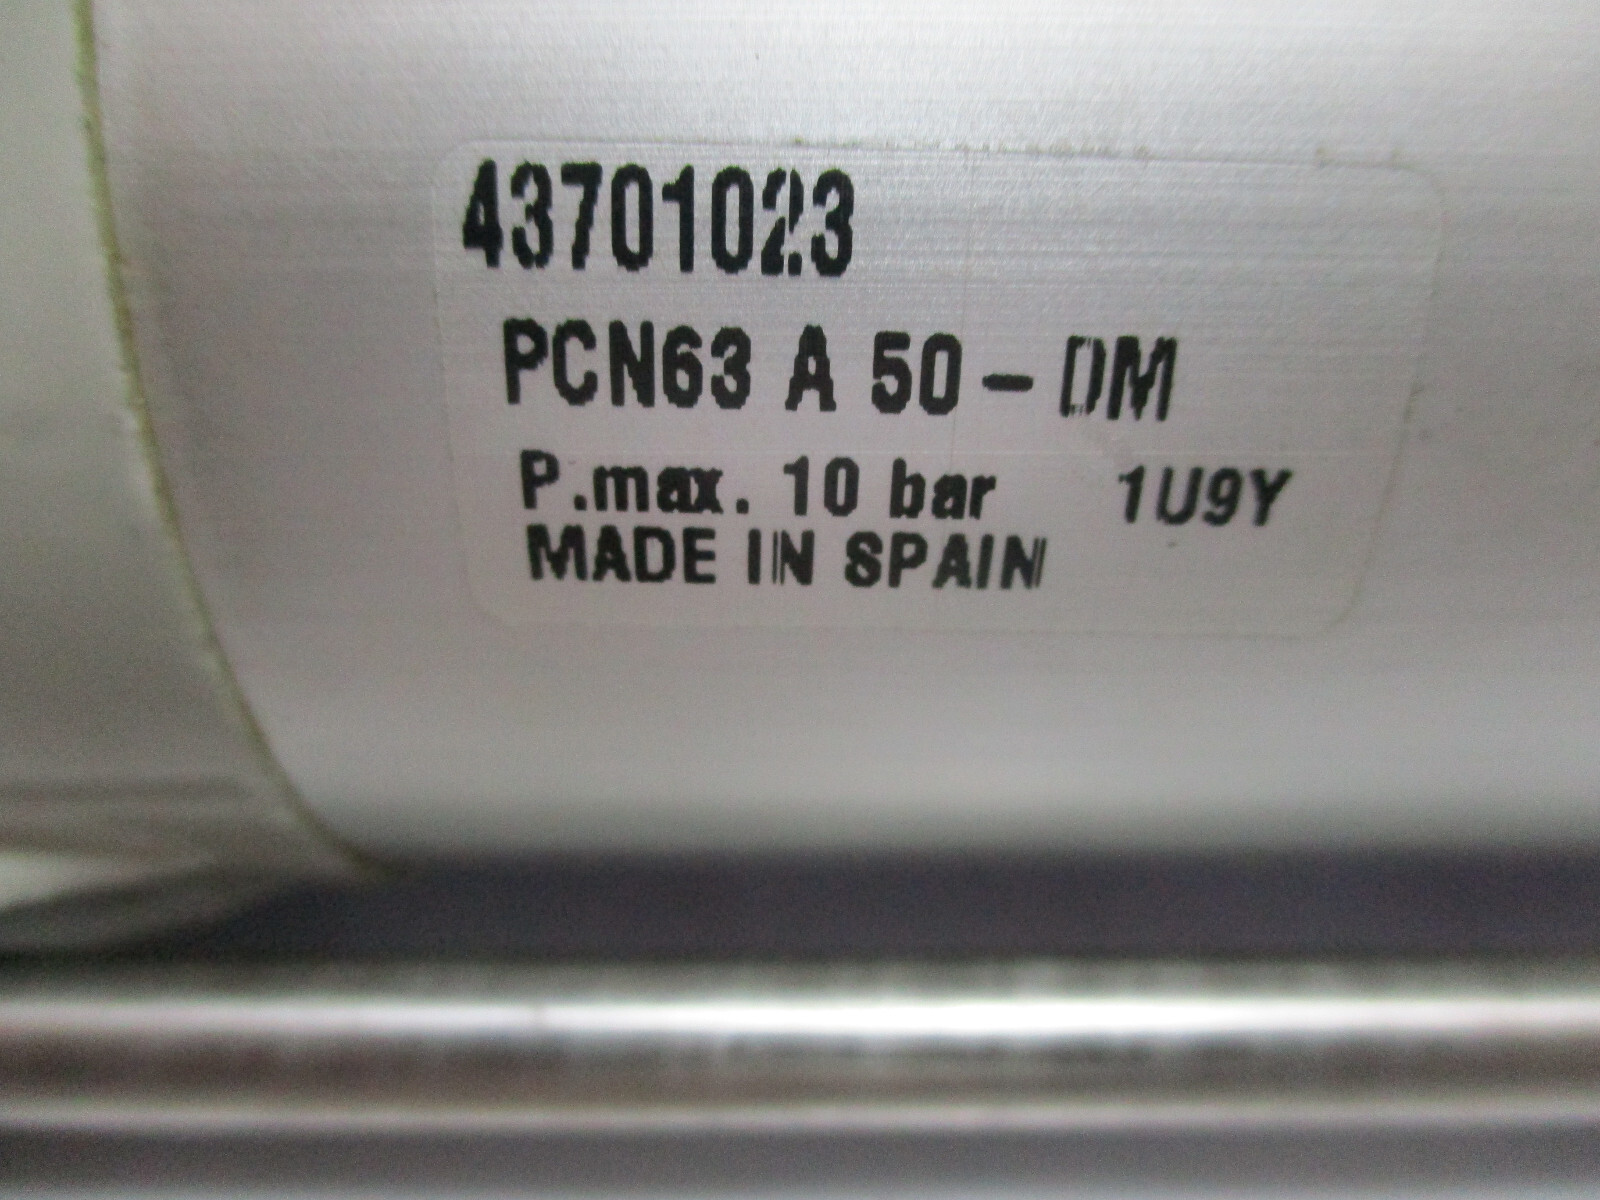 43701023
PCN63 A 50 - DM
P.max. 10 bar 1U9Y
MADE IN SPAIN